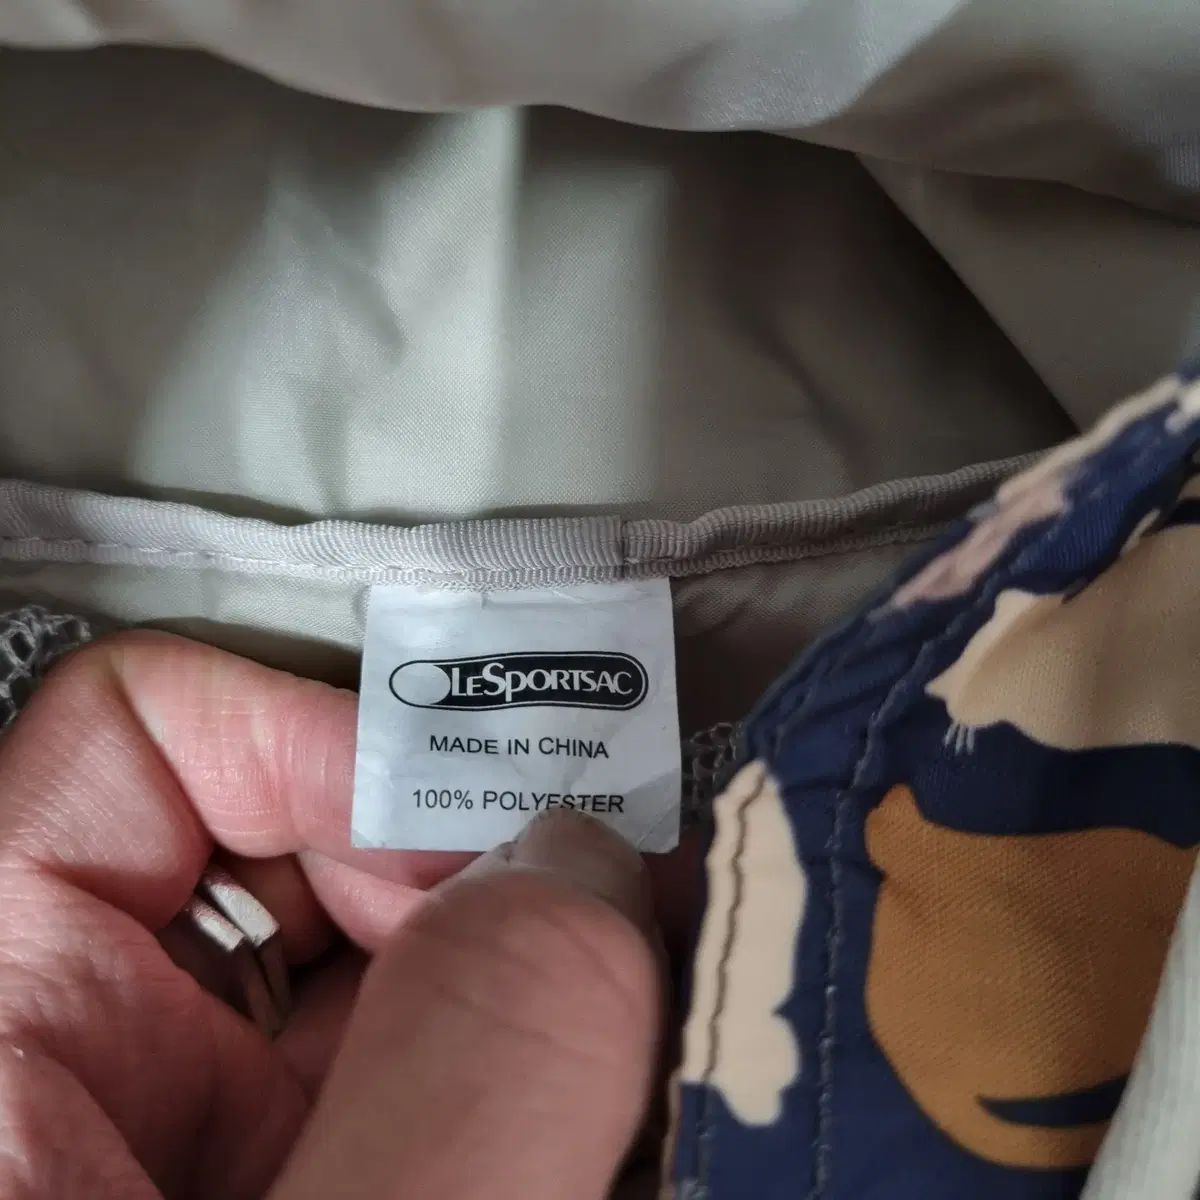 LESPORTSAC
MADE IN CHINA
100% POLYESTER